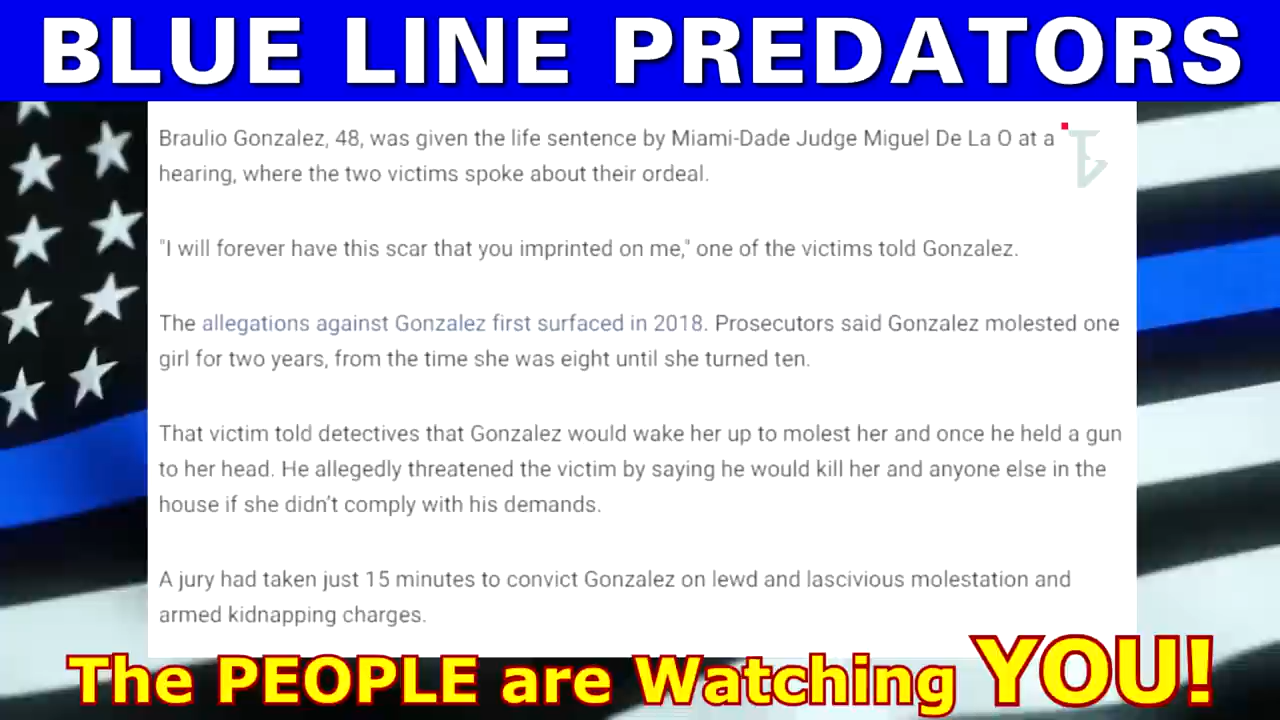 BLUE LINE PREDATORS
Braulio Gonzalez, 48, was given the life sentence by Miami-Dade Judge Miguel De La O at a
hearing, where the two victims spoke about their ordeal.
"I will forever have this scar that you imprinted on me," one of the victims told Gonzalez.
The allegations against Gonzalez first surfaced in 2018. Prosecutors said Gonzalez molested one
girl for two years, from the time she was eight until she turned ten.
That victim told detectives that Gonzalez would wake her up to molest her and once he held a gun
to her head. He allegedly threatened the victim by saying he would kill her and anyone else in the
house if she didn’t comply with his demands.
A jury had taken just 15 minutes to convict Gonzalez on lewd and lascivious molestation and
armed kidnapping charges.
The PEOPLE are Watching YOU!